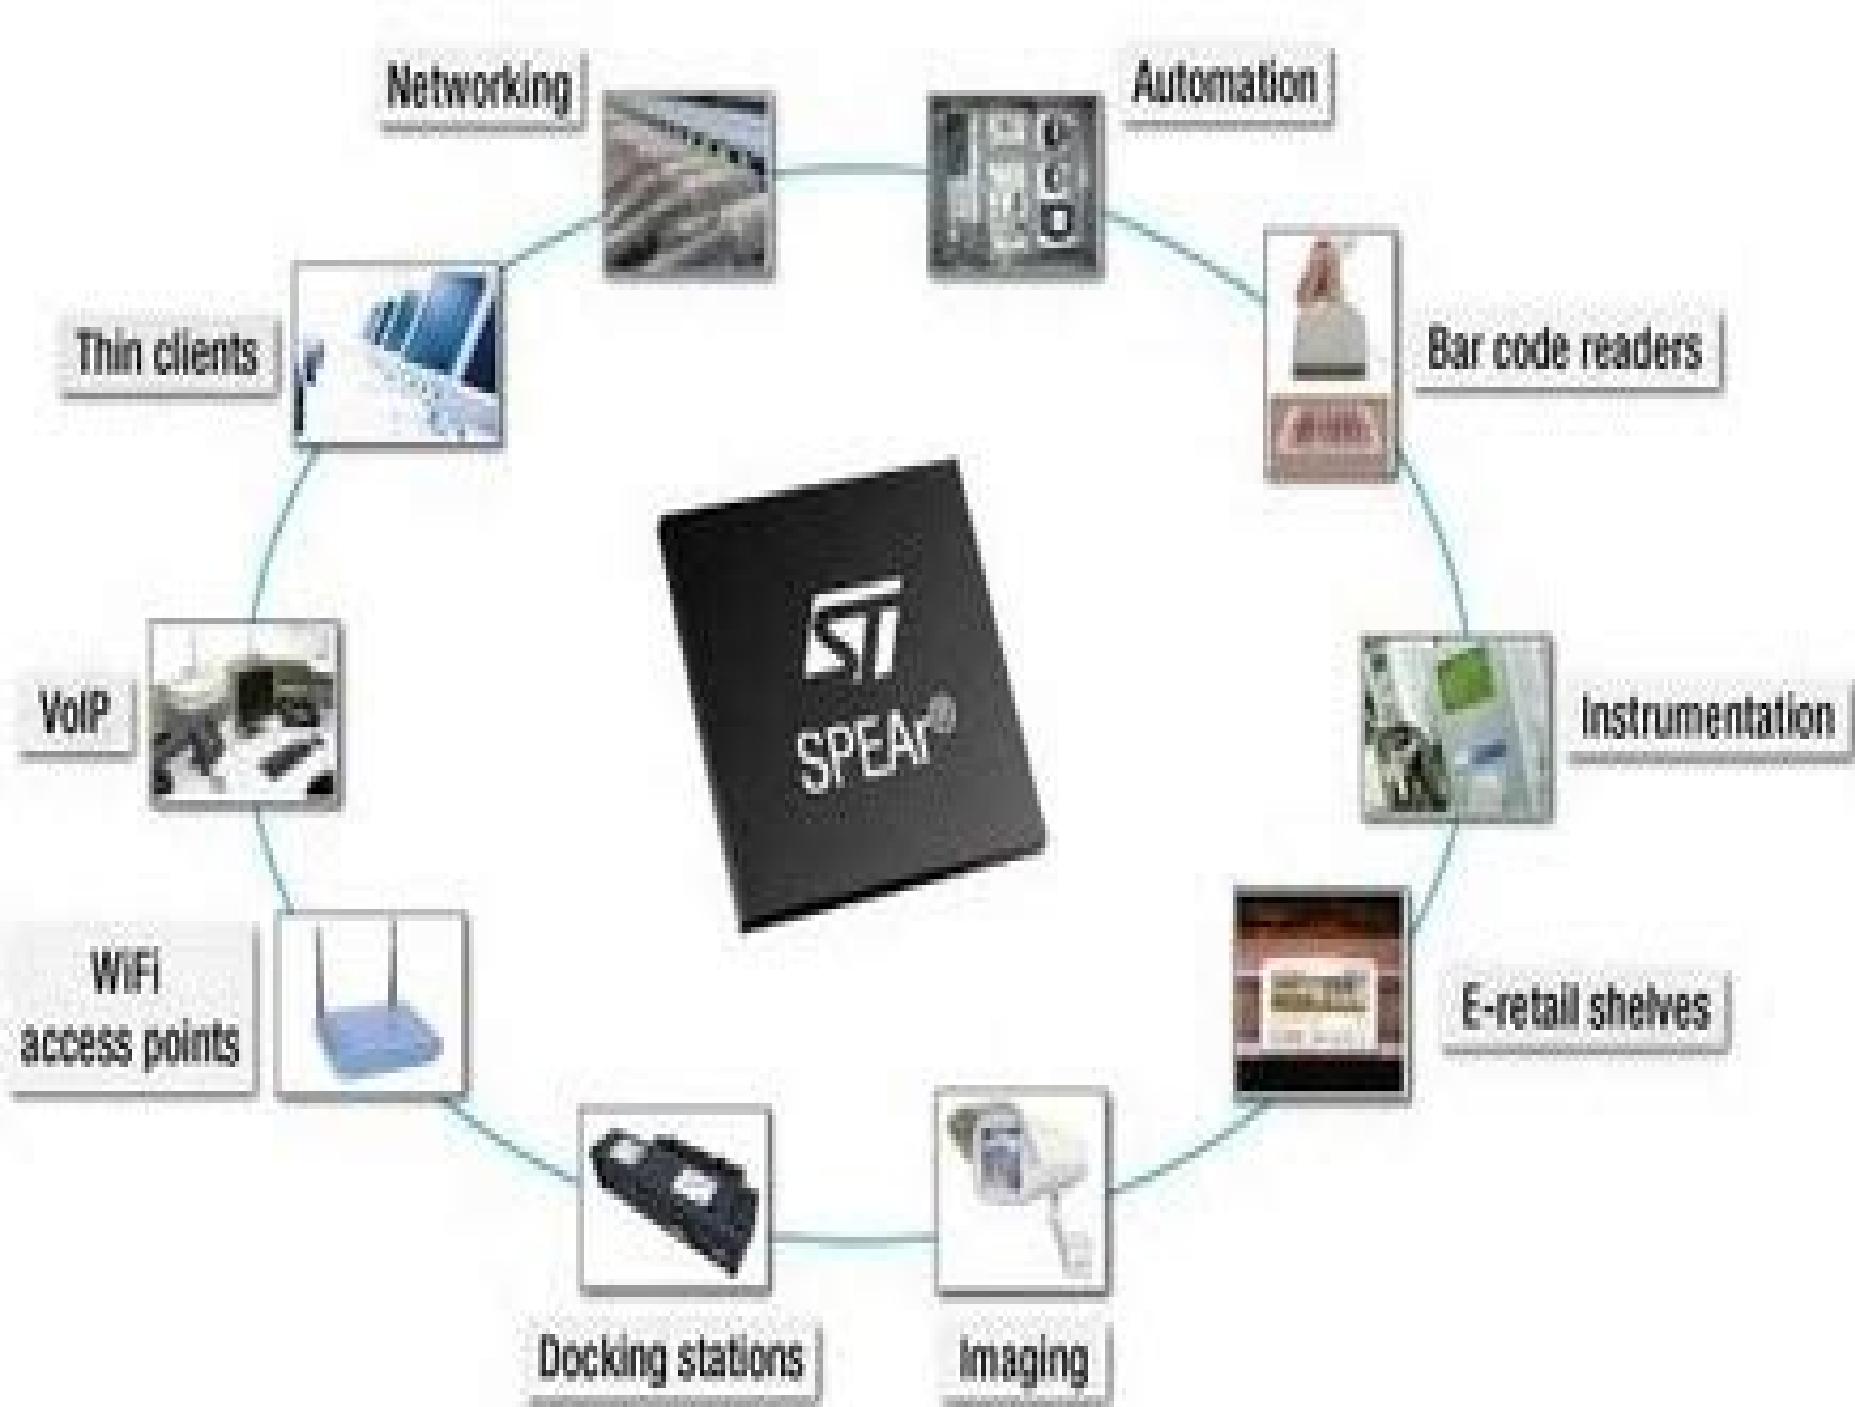 Networking
Automation
Thin clients
Bar code readers
ST
SPEAr®
VoIP
Instrumentation
WiFi
access points
E-retail shelves
Docking stations
Imaging